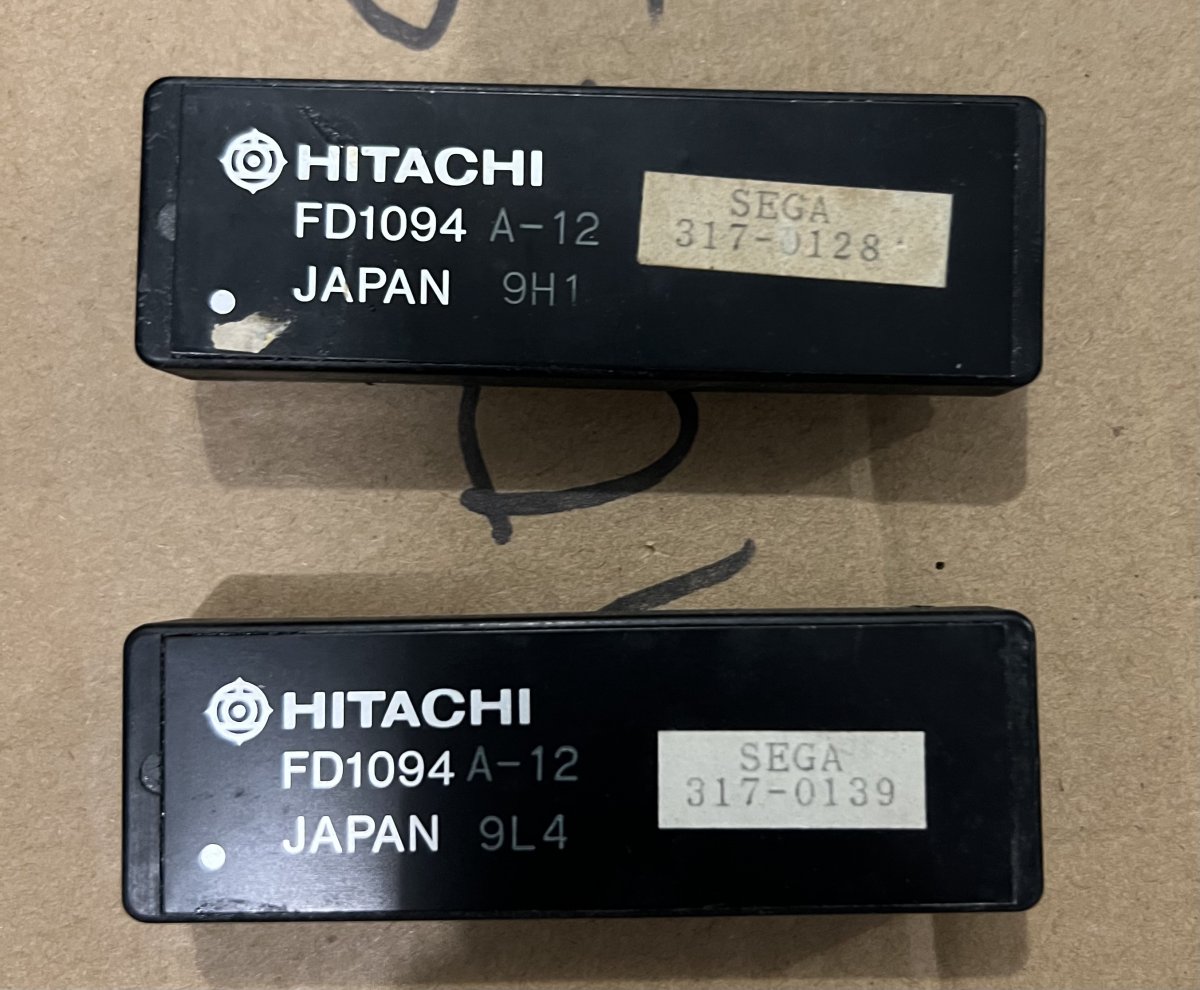 HITACHI
FD1094 A-12
JAPAN 9H1
SEGA
317-0128
HITACHI
FD1094 A-12
JAPAN 9L4
SEGA
317-0139